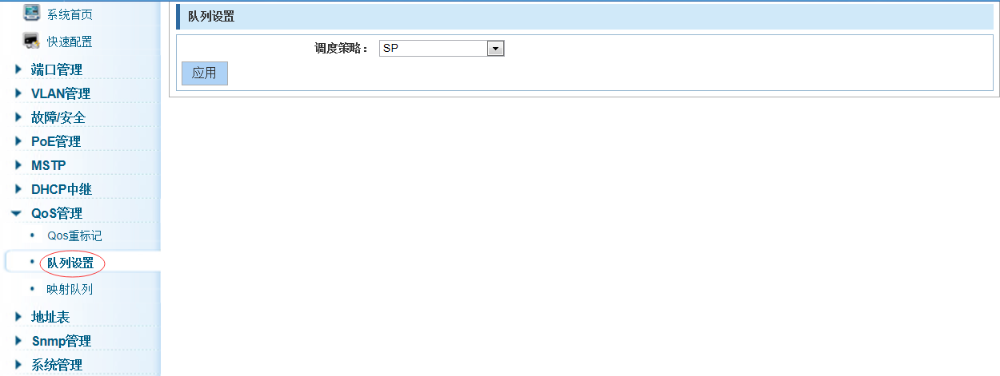 系统首页
快速配置
端口管理
VLAN管理
故障/安全
PoE管理
MSTP
DHCP中继
QoS管理
Qos重标记
队列设置
映射队列
地址表
Snmp管理
系统管理
队列设置
调度策略： SP
应用